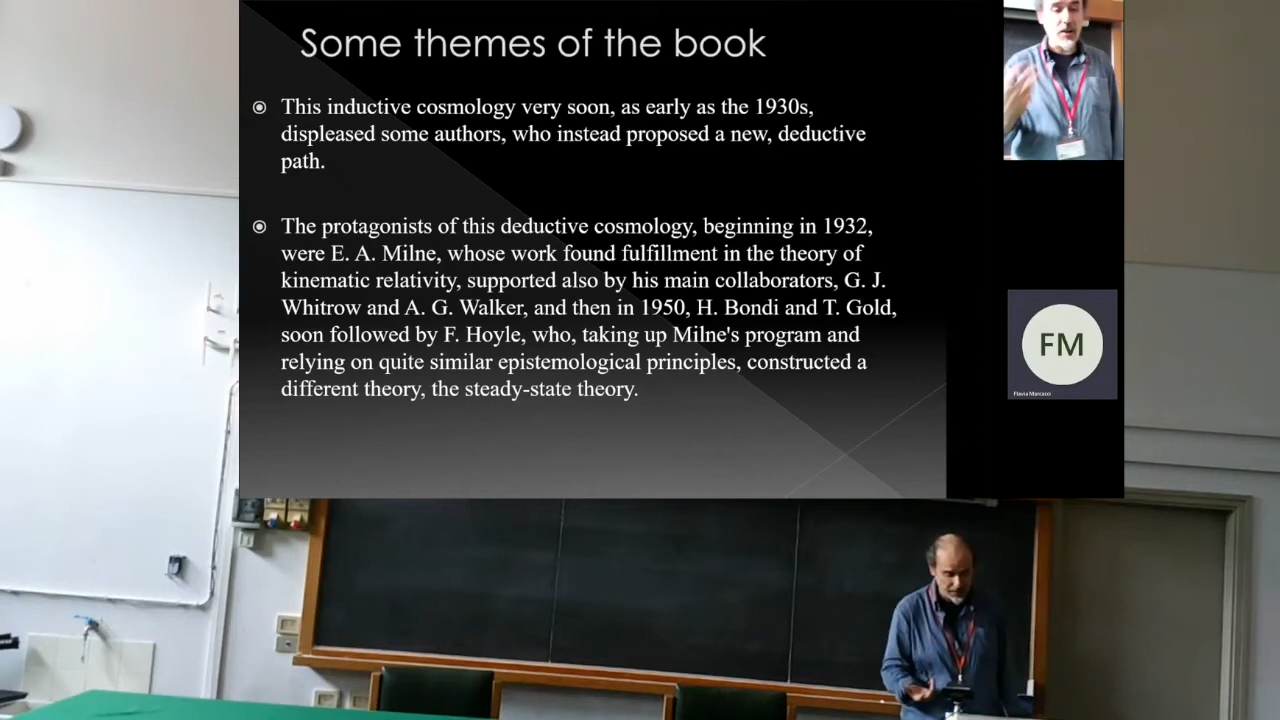 Some themes of the book
This inductive cosmology very soon, as early as the 1930s,
displeased some authors, who instead proposed a new, deductive
path.
The protagonists of this deductive cosmology, beginning in 1932,
were E. A. Milne, whose work found fulfillment in the theory of
kinematic relativity, supported also by his main collaborators, G. J.
Whitrow and A. G. Walker, and then in 1950, H. Bondi and T. Gold,
soon followed by F. Hoyle, who, taking up Milne's program and
relying on quite similar epistemological principles, constructed a
different theory, the steady-state theory.
FM
Flavia Marcacci